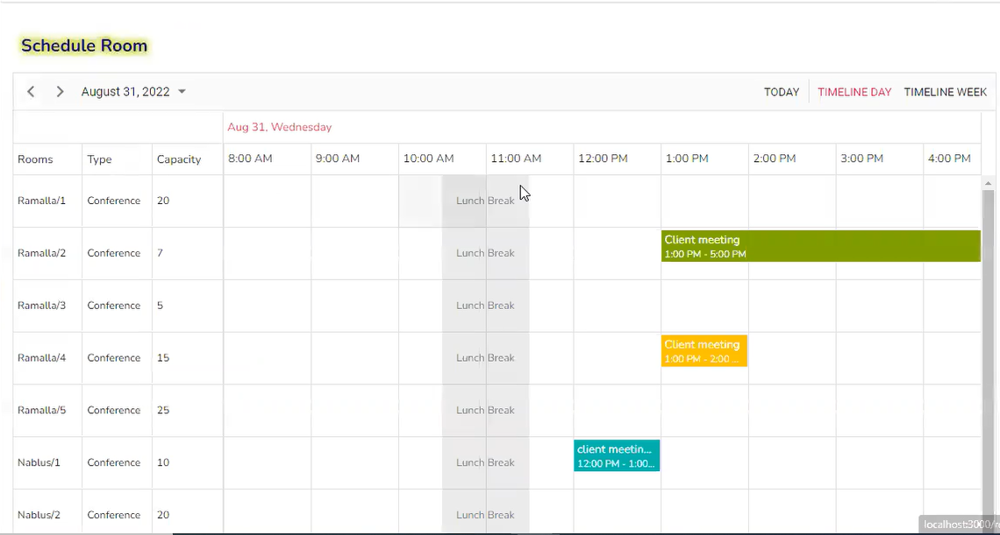 Schedule Room
August 31, 2022 TODAY TIMELINE DAY TIMELINE WEEK
Aug 31, Wednesday
Rooms Type Capacity 8:00 AM 9:00 AM 10:00 AM 11:00 AM 12:00 PM 1:00 PM 2:00 PM 3:00 PM 4:00 PM
Ramalla/1 Conference 20 Lunch Break
Ramalla/2 Conference 7 Lunch Break
Client meeting
1:00 PM - 5:00 PM
Ramalla/3 Conference 5 Lunch Break
Ramalla/4 Conference 15 Lunch Break
Client meeting
1:00 PM - 2:00 ...
Ramalla/5 Conference 25 Lunch Break
Nablus/1 Conference 10 Lunch Break
client meetin...
12:00 PM - 1:00...
Nablus/2 Conference 20 Lunch Break
localhost:3000/r